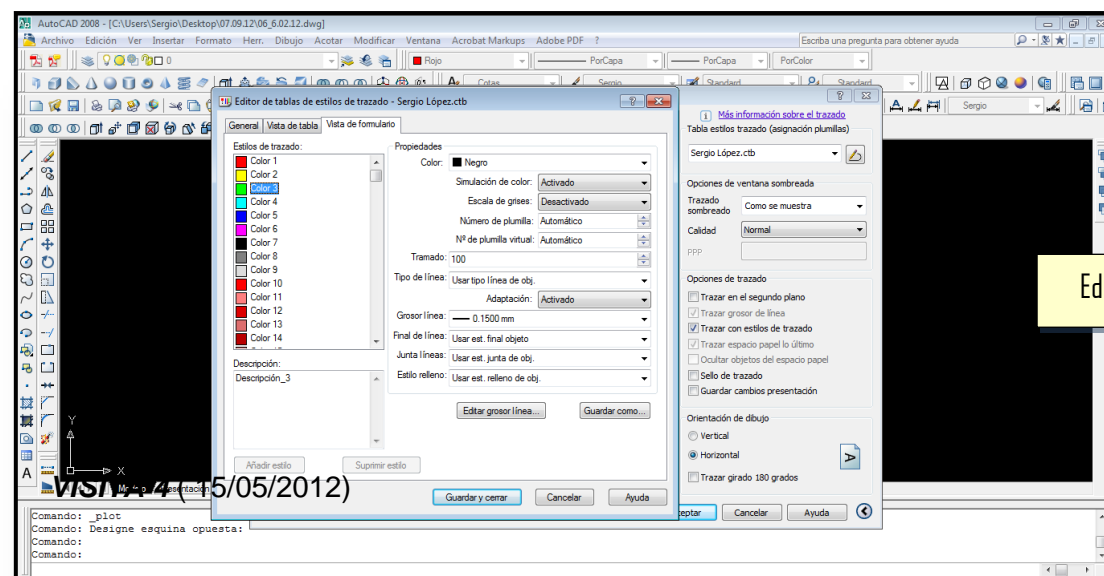 AutoCAD 2008 - [C:\Users\Sergio\Desktop\07.09.12\06_6.02.12.dwg]
Archivo Edición Ver Insertar Formato Herr. Dibujo Acotar Modificar Ventana Acrobat Markups Adobe PDF ?
Escriba una pregunta para obtener ayuda
0
Rojo
PorCapa
PorCapa
PorColor
Cotas
Sergio
Standard
Standard
Sergio
Editor de tablas de estilos de trazado - Sergio López.ctb
General
Vista de tabla
Vista de formulario
Estilos de trazado:
Color 1
Color 2
Color 3
Color 4
Color 5
Color 6
Color 7
Color 8
Color 9
Color 10
Color 11
Color 12
Color 13
Color 14
Descripción:
Descripción_3
Añadir estilo
Suprimir estilo
Propiedades
Color: Negro
Simulación de color: Activado
Escala de grises: Desactivado
Número de plumilla: Automático
Nº de plumilla virtual: Automático
Tramado: 100
Tipo de línea: Usar tipo línea de obj.
Adaptación: Activado
Grosor línea: 0.1500 mm
Final de línea: Usar est. final objeto
Junta líneas: Usar est. junta de obj.
Estilo relleno: Usar est. relleno de obj.
Editar grosor línea...
Guardar como...
Guardar y cerrar
Cancelar
Ayuda
Más información sobre el trazado
Tabla estilos trazado (asignación plumillas)
Sergio López.ctb
Opciones de ventana sombreada
Trazado sombreado Como se muestra
Calidad Normal
PPP
Opciones de trazado
Trazar en el segundo plano
Trazar grosor de línea
Trazar con estilos de trazado
Trazar espacio papel lo último
Ocultar objetos del espacio papel
Sello de trazado
Guardar cambios presentación
Orientación de dibujo
Vertical
Horizontal
A
Trazar girado 180 grados
Cancelar
Ayuda
Ed
Y
X
A
15/05/2012)
Comando: _plot
Comando: Designe esquina opuesta:
Comando:
Comando: